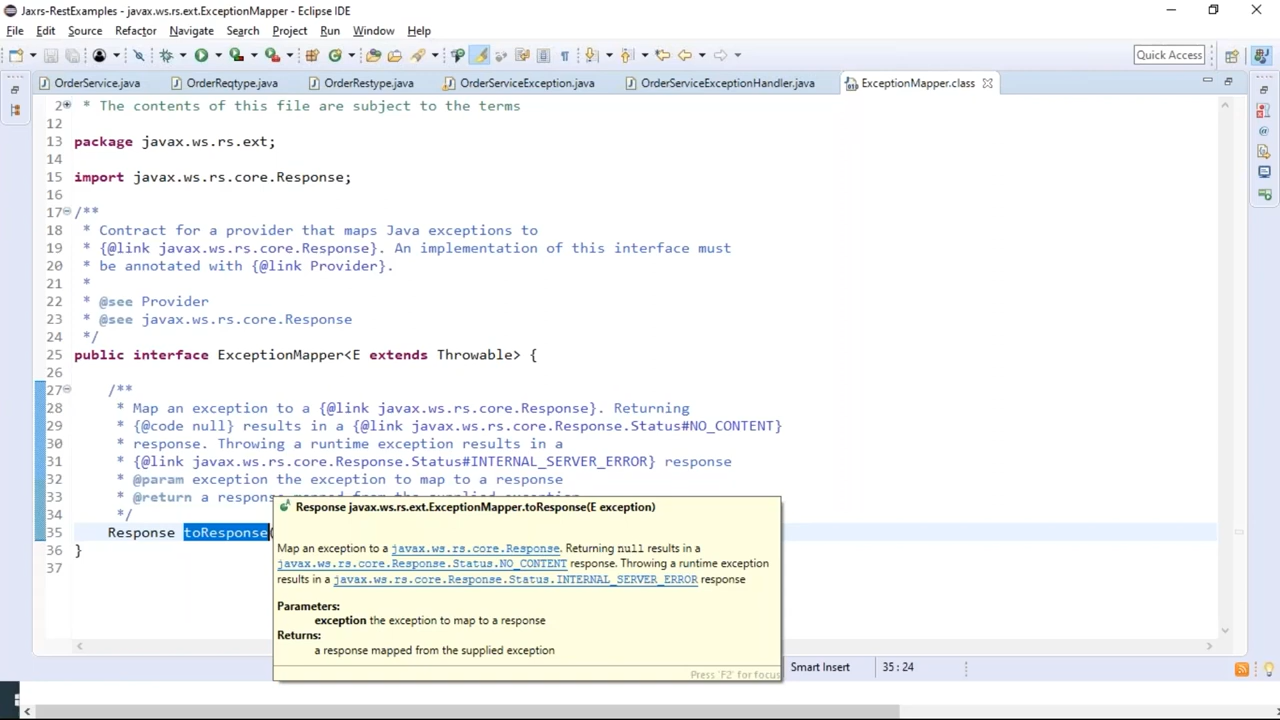 Jaxrs-RestExamples - javax.ws.rs.ext.ExceptionMapper - Eclipse IDE
File Edit Source Refactor Navigate Search Project Run Window Help
Quick Access
OrderService.java OrderReqtype.java OrderRestype.java OrderServiceException.java OrderServiceExceptionHandler.java ExceptionMapper.class
2 * The contents of this file are subject to the terms
12
13 package javax.ws.rs.ext;
14
15 import javax.ws.rs.core.Response;
16
17 /**
18 * Contract for a provider that maps Java exceptions to
19 * {@link javax.ws.rs.core.Response}. An implementation of this interface must
20 * be annotated with {@link Provider}.
21 *
22 * @see Provider
23 * @see javax.ws.rs.core.Response
24 */
25 public interface ExceptionMapper<E extends Throwable> {
26
27 /**
28 * Map an exception to a {@link javax.ws.rs.core.Response}. Returning
29 * {@code null} results in a {@link javax.ws.rs.core.Response.Status#NO_CONTENT}
30 * response. Throwing a runtime exception results in a
31 * {@link javax.ws.rs.core.Response.Status#INTERNAL_SERVER_ERROR} response
32 * @param exception the exception to map to a response
33 * @return a response mapped from the supplied exception
34 */
35 Response toResponse(
36 }
37
Response javax.ws.rs.ext.ExceptionMapper.toResponse(E exception)
Map an exception to a javax.ws.rs.core.Response. Returning null results in a
javax.ws.rs.core.Response.Status.NO_CONTENT response. Throwing a runtime exception
results in a javax.ws.rs.core.Response.Status.INTERNAL_SERVER_ERROR response
Parameters:
exception the exception to map to a response
Returns:
a response mapped from the supplied exception
Press 'F2' for focus
Smart Insert 35 : 24